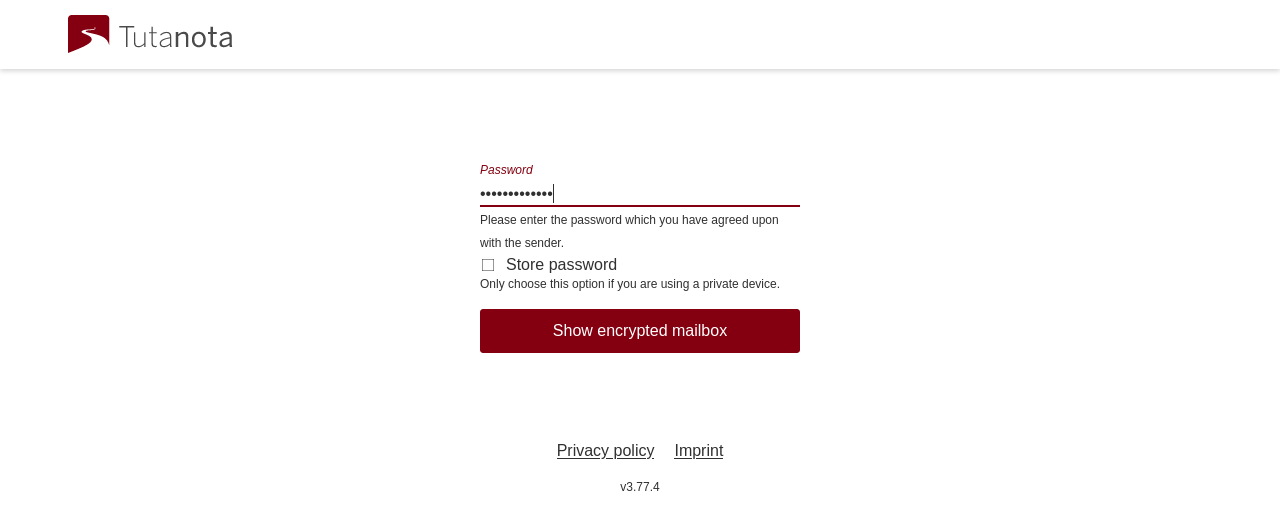 Tutanota
Password
•••••••••••••
Please enter the password which you have agreed upon
with the sender.
Store password
Only choose this option if you are using a private device.
Show encrypted mailbox
Privacy policy Imprint
v3.77.4